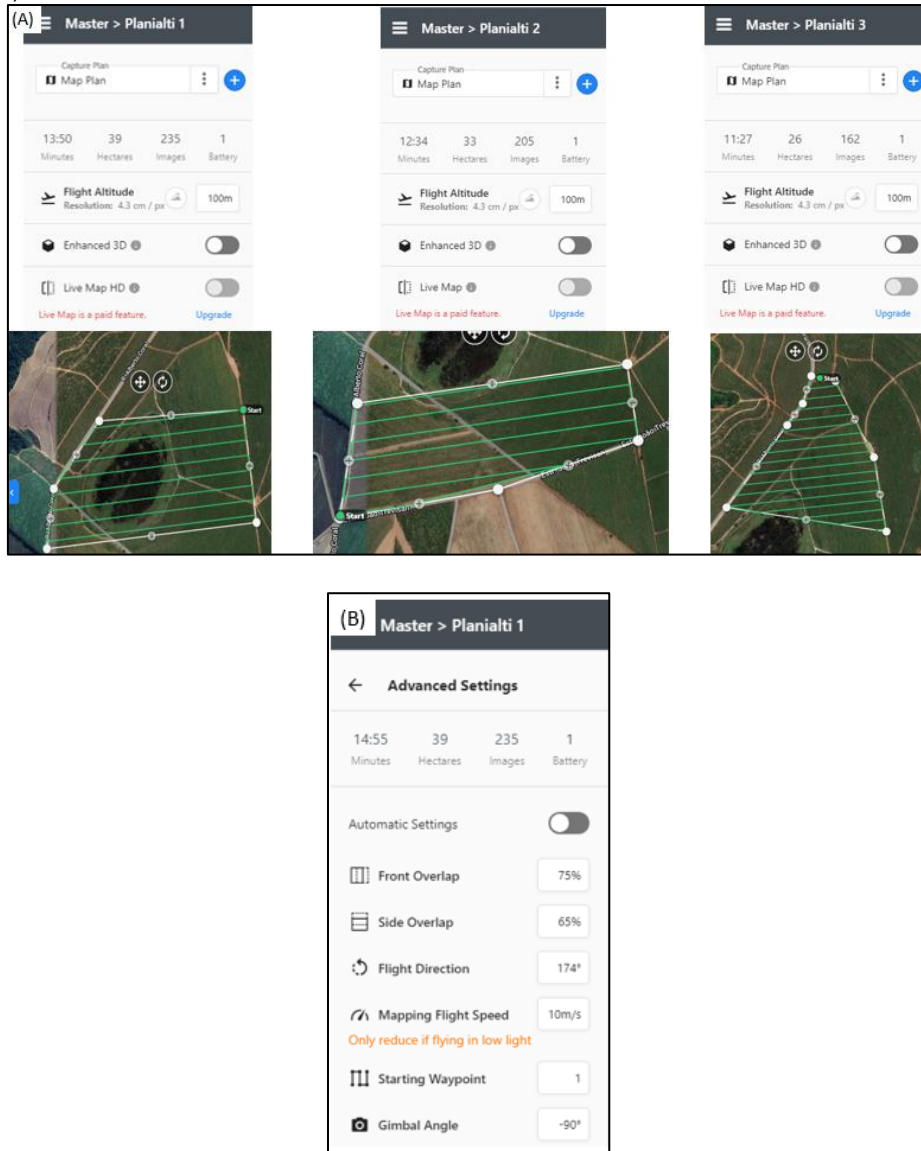 (A)
Master > Planialti 1
Capture Plan
Map Plan
13:50 39 235 1
Minutes Hectares Images Battery
Flight Altitude
Resolution: 4.3 cm / px
100m
Enhanced 3D
Live Map HD
Live Map is a paid feature. Upgrade
Alberto Coral
Start
Master > Planialti 2
Capture Plan
Map Plan
12:34 33 205 1
Minutes Hectares Images Battery
Flight Altitude
Resolution: 4.3 cm / px
100m
Enhanced 3D
Live Map
Live Map is a paid feature. Upgrade
Alberto Coral
Start
Master > Planialti 3
Capture Plan
Map Plan
11:27 26 162 1
Minutes Hectares Images Battery
Flight Altitude
Resolution: 4.3 cm / px
100m
Enhanced 3D
Live Map HD
Live Map is a paid feature. Upgrade
Start
(B)
Master > Planialti 1
Advanced Settings
14:55 39 235 1
Minutes Hectares Images Battery
Automatic Settings
Front Overlap 75%
Side Overlap 65%
Flight Direction 174°
Mapping Flight Speed 10m/s
Only reduce if flying in low light
Starting Waypoint 1
Gimbal Angle -90°